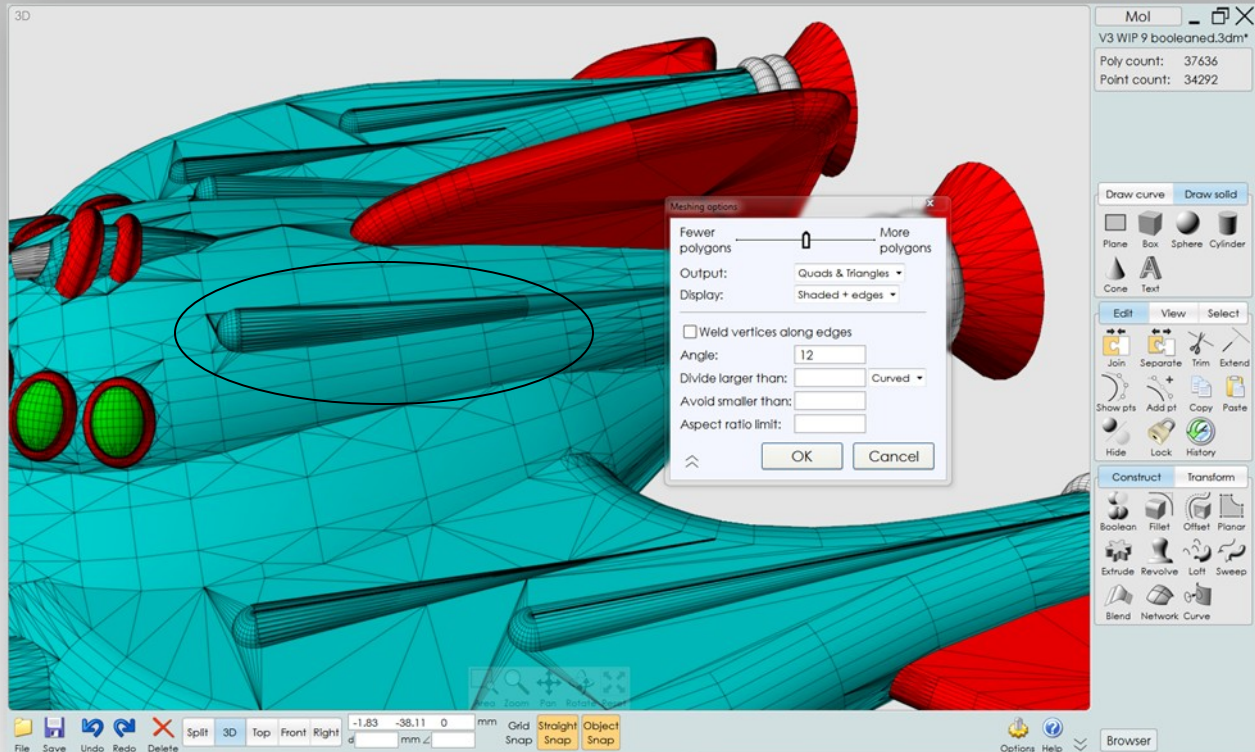 3D
MoI
V3 WIP 9 booleaned.3dm*
Poly count: 37636
Point count: 34292
Draw curve Draw solid
Plane Box Sphere Cylinder
Cone Text
Edit View Select
Join Separate Trim Extend
Show pts Add pt Copy Paste
Hide Lock History
Construct Transform
Boolean Fillet Offset Planar
Extrude Revolve Loft Sweep
Blend Network Curve
Meshing options
Fewer polygons More polygons
Output: Quads & Triangles
Display: Shaded + edges
Weld vertices along edges
Angle: 12
Divide larger than: Curved
Avoid smaller than:
Aspect ratio limit:
OK Cancel
Area Zoom Pan Rotate Reset
File Save Undo Redo Delete
Split 3D Top Front Right
-1.83 -38.11 0 mm
d mm ∠
Grid Snap Straight Snap Object Snap
Options Help
Browser